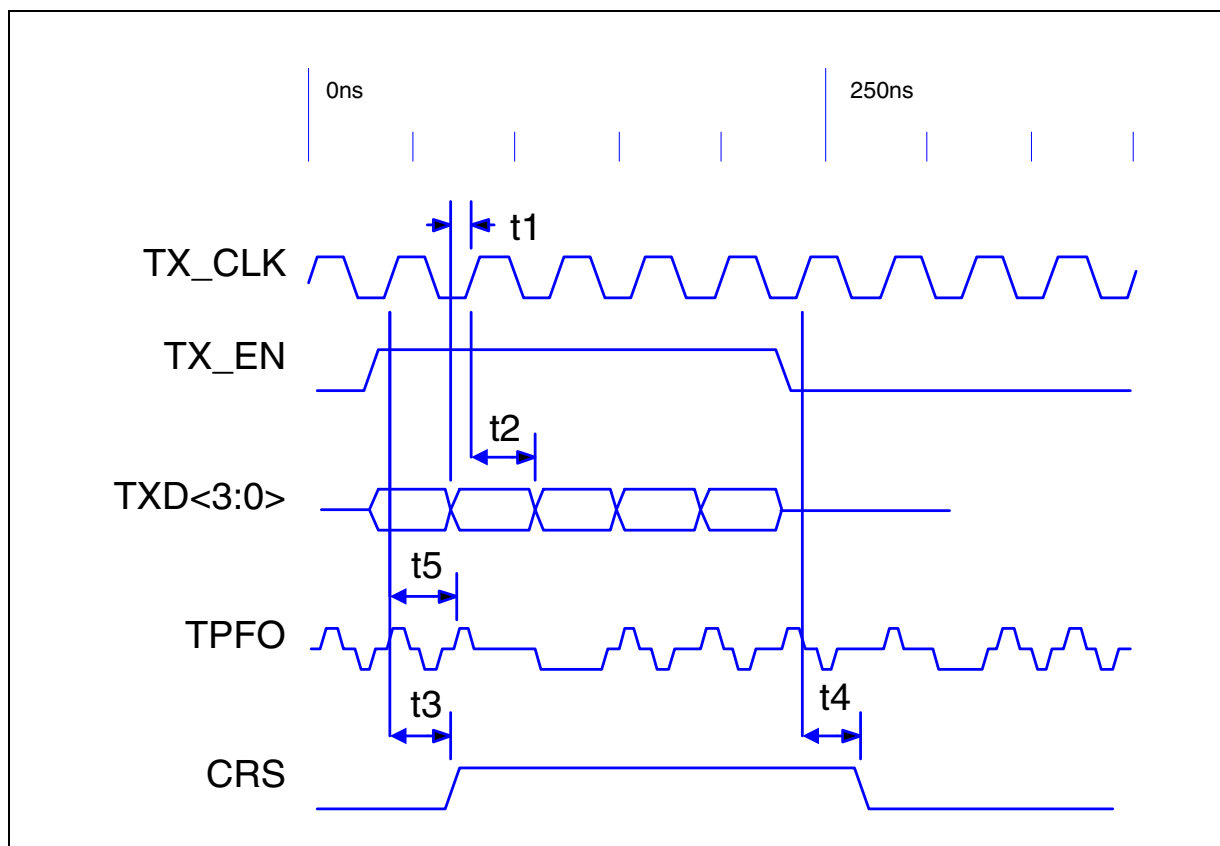 0ns 250ns
t1
TX_CLK
TX_EN
t2
TXD<3:0>
t5
TPFO
t3 t4
CRS